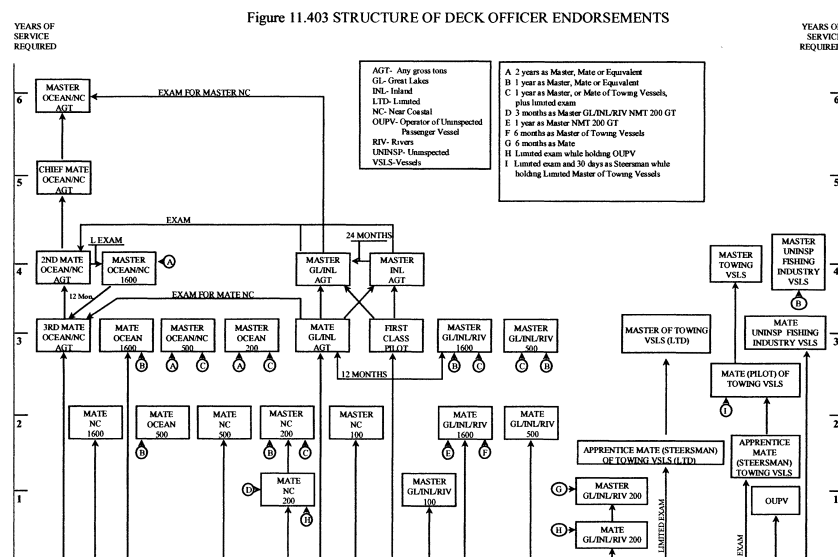 Figure 11.403 STRUCTURE OF DECK OFFICER ENDORSEMENTS
YEARS OF
SERVICE
REQUIRED
YEARS OF
SERVICE
REQUIRED
AGT- Any gross tons
GL- Great Lakes
INL- Inland
LTD- Limited
NC- Near Coastal
OUPV- Operator of Uninspected
Passenger Vessel
RIV- Rivers
UNINSP- Uninspected
VSLS-Vessels
A 2 years as Master, Mate or Equivalent
B 1 year as Master, Mate or Equivalent
C 1 year as Master, or Mate of Towing Vessels,
plus limited exam
D 3 months as Master GL/INL/RIV NMT 200 GT
E 1 year as Master NMT 200 GT
F 6 months as Master of Towing Vessels
G 6 months as Mate
H Limited exam while holding OUPV
I Limited exam and 30 days as Steersman while
holding Limited Master of Towing Vessels
6
MASTER
OCEAN/NC
AGT
EXAM FOR MASTER NC
6
5
CHIEF MATE
OCEAN/NC
AGT
5
EXAM
L EXAM
24 MONTHS
4
2ND MATE
OCEAN/NC
AGT
MASTER
OCEAN/NC
1600
A
MASTER
GL/INL
AGT
MASTER
INL
AGT
MASTER
TOWING
VSLS
MASTER
UNINSP
FISHING
INDUSTRY
VSLS
B
4
12 Mon.
EXAM FOR MATE NC
3
3RD MATE
OCEAN/NC
AGT
MATE
OCEAN
1600
B
MASTER
OCEAN/NC
500
A
C
MASTER
OCEAN
200
A
C
MATE
GL/INL
AGT
FIRST
CLASS
PILOT
MASTER
GL/INL/RIV
1600
B
C
MASTER
GL/INL/RIV
500
C
B
MASTER OF TOWING
VSLS (LTD)
MATE
UNINSP FISHING
INDUSTRY VSLS
3
12 MONTHS
MATE (PILOT) OF
TOWING VSLS
I
2
MATE
NC
1600
MATE
OCEAN
500
B
MATE
NC
500
MASTER
NC
200
B
C
MASTER
NC
100
MATE
GL/INL/RIV
1600
E
F
MATE
GL/INL/RIV
500
APPRENTICE MATE (STEERSMAN)
OF TOWING VSLS (LTD)
APPRENTICE
MATE
(STEERSMAN)
TOWING VSLS
2
1
D
MATE
NC
200
H
MASTER
GL/INL/RIV
100
G
MASTER
GL/INL/RIV 200
H
MATE
GL/INL/RIV 200
LIMITED EXAM
EXAM
OUPV
1